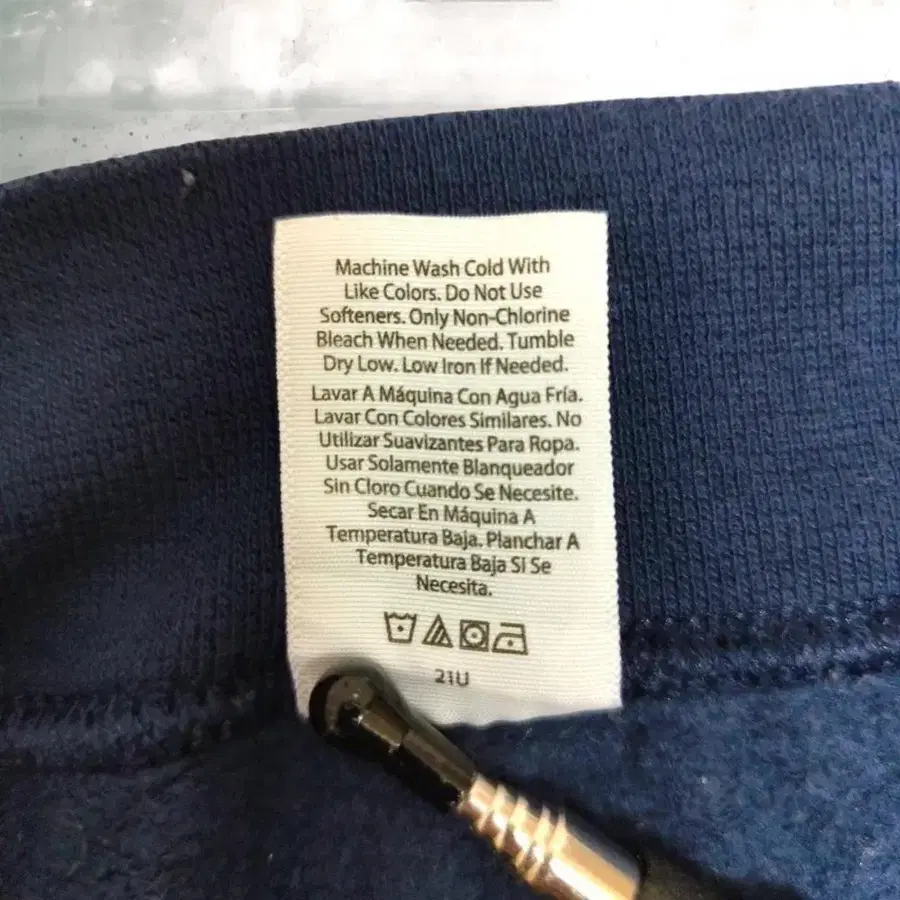 Machine Wash Cold With
Like Colors. Do Not Use
Softeners. Only Non-Chlorine
Bleach When Needed. Tumble
Dry Low. Low Iron If Needed.
Lavar A Máquina Con Agua Fría.
Lavar Con Colores Similares. No
Utilizar Suavizantes Para Ropa.
Usar Solamente Blanqueador
Sin Cloro Cuando Se Necesite.
Secar En Máquina A
Temperatura Baja. Planchar A
Temperatura Baja Si Se
Necesita.
21U